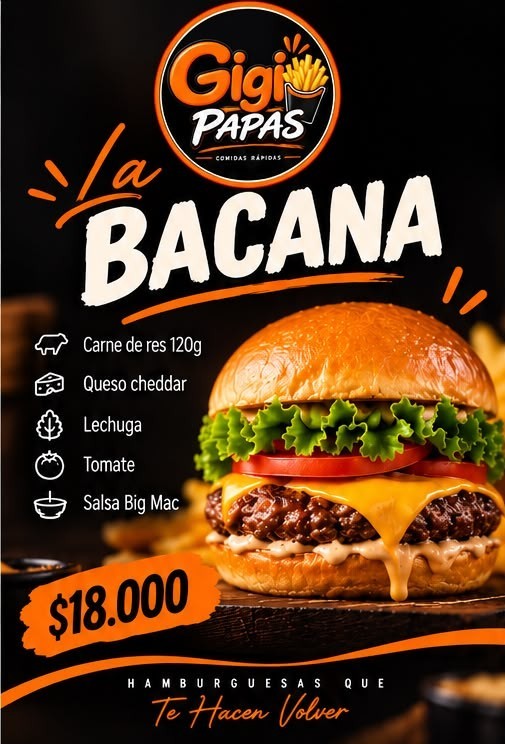 Gigi
PAPAS
COMIDAS RÁPIDAS
La
BACANA
Carne de res 120g
Queso cheddar
Lechuga
Tomate
Salsa Big Mac
$18.000
HAMBURGUESAS QUE
Te Hacen Volver